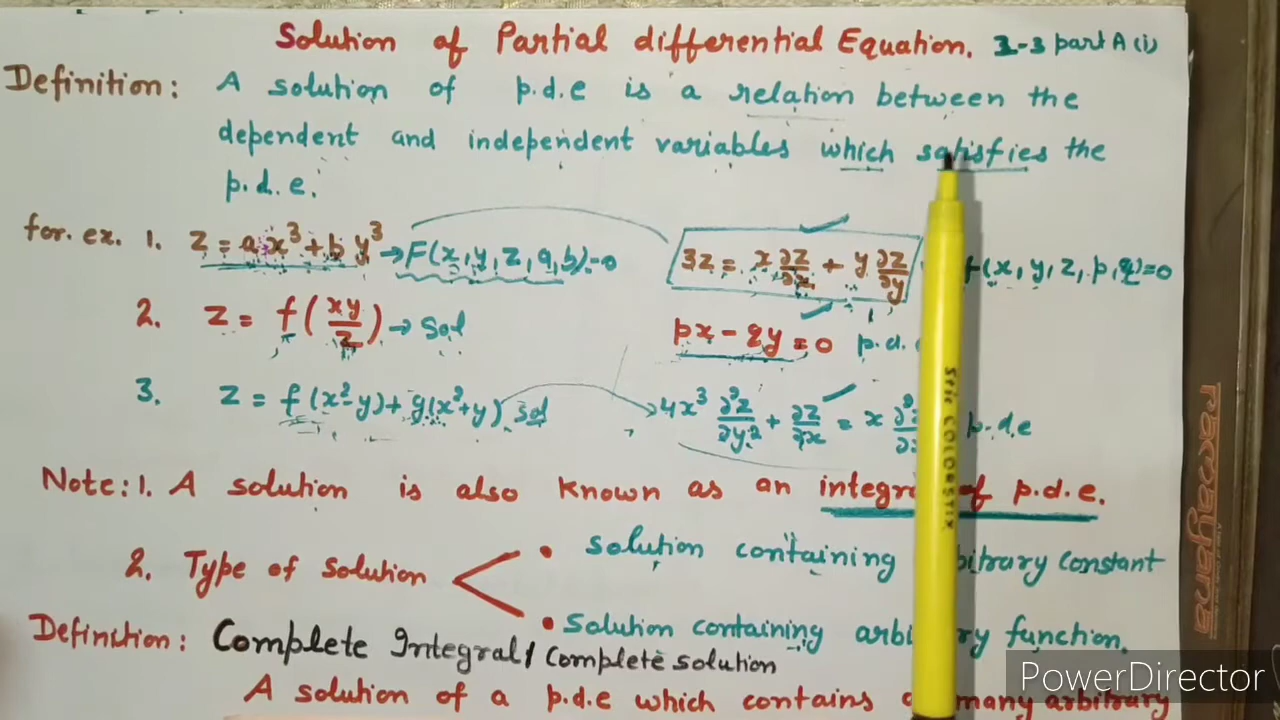 Solution of Partial differential Equation. 1-3 part A (i)
Definition: A solution of p.d.e is a relation between the
dependent and independent variables which satisfies the
p.d.e.
for. ex. 1. Z = ax³ + by³ → F(x, y, z, a, b) = 0 3z = x ∂z/∂x + y ∂z/∂y f(x, y, z, p, q) = 0
2. Z = f(xy/z) → Sol px - qy = 0 p.d.
3. Z = f(x²-y) + g(x²+y) Sol 4x³ ∂²z/∂y² + ∂z/∂x = x p.d.e
Note: 1. A solution is also known as an integr of p.d.e.
2. Type of solution
• solution containing bitrary constant
• solution containing arbi ry function.
Definition: Complete Integral / Complete solution
A solution of a p.d.e which contains many arbitrary
Pakayana
Stic COLORSTIX
PowerDirector